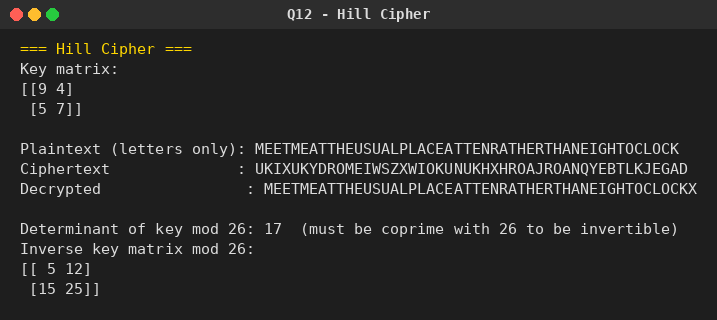 Q12 - Hill Cipher
=== Hill Cipher ===
Key matrix:
[[9 4]
 [5 7]]
Plaintext (letters only): MEETMEATTHEUSUALPLACEATTENRATHERTHANEIGHTOCLOCK
Ciphertext              : UKIXUKYDROMEIWSZXWIOKUNUKHXHROAJROANQYEBTLKJEGAD
Decrypted                : MEETMEATTHEUSUALPLACEATTENRATHERTHANEIGHTOCLOCKX
Determinant of key mod 26: 17  (must be coprime with 26 to be invertible)
Inverse key matrix mod 26:
[[ 5 12]
 [15 25]]